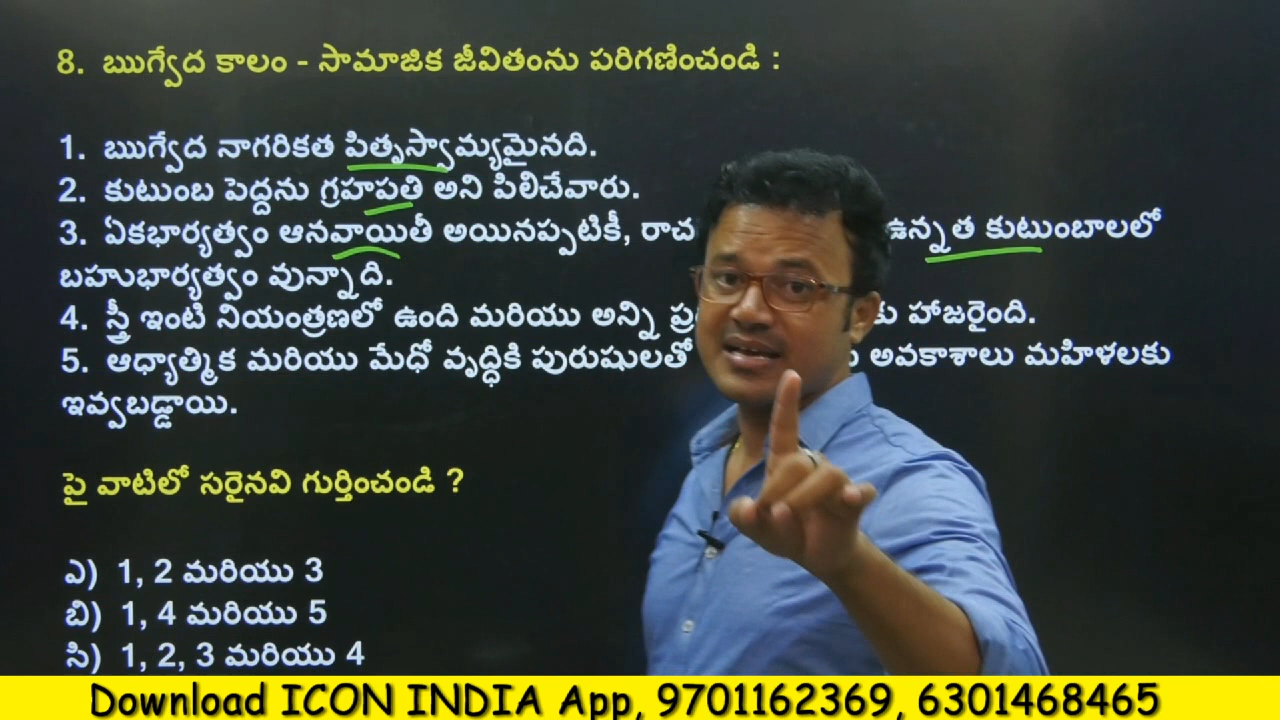 8. ఋగ్వేద కాలం - సామాజిక జీవితంను పరిగణించండి :
1. ఋగ్వేద నాగరికత పితృస్వామ్యమైనది.
2. కుటుంబ పెద్దను గ్రహపతి అని పిలిచేవారు.
3. ఏకభార్యత్వం ఆనవాయితీ అయినప్పటికీ, రాచ ఉన్నత కుటుంబాలలో
బహుభార్యత్వం వున్నాది.
4. స్త్రీ ఇంటి నియంత్రణలో ఉంది మరియు అన్ని హాజరైంది.
5. ఆధ్యాత్మిక మరియు మేధో వృద్ధికి పురుషులతో అవకాశాలు మహిళలకు
ఇవ్వబడ్డాయి.
పై వాటిలో సరైనవి గుర్తించండి ?
ఎ) 1, 2 మరియు 3
బి) 1, 4 మరియు 5
సి) 1, 2, 3 మరియు 4
Download ICON INDIA App, 9701162369, 6301468465